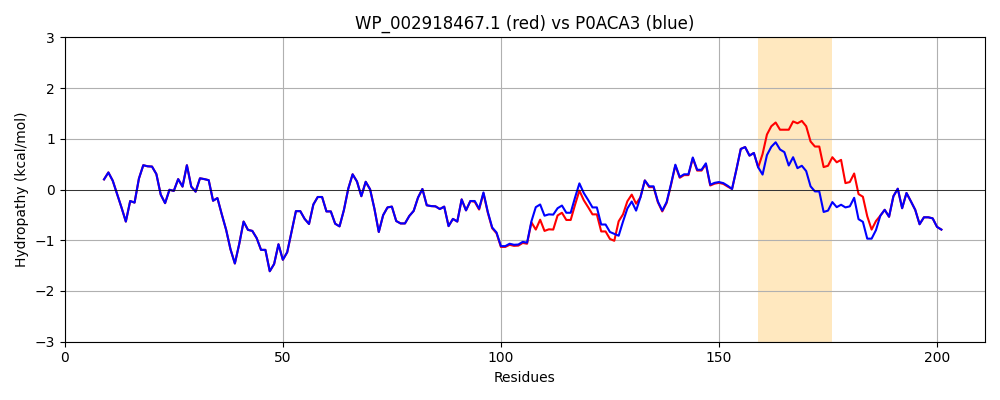 WP_002918467.1 (red) vs P0ACA3 (blue)
Hydropathy (kcal/mol)
3
2
1
0
−1
−2
−3
0 50 100 150 200
Residues